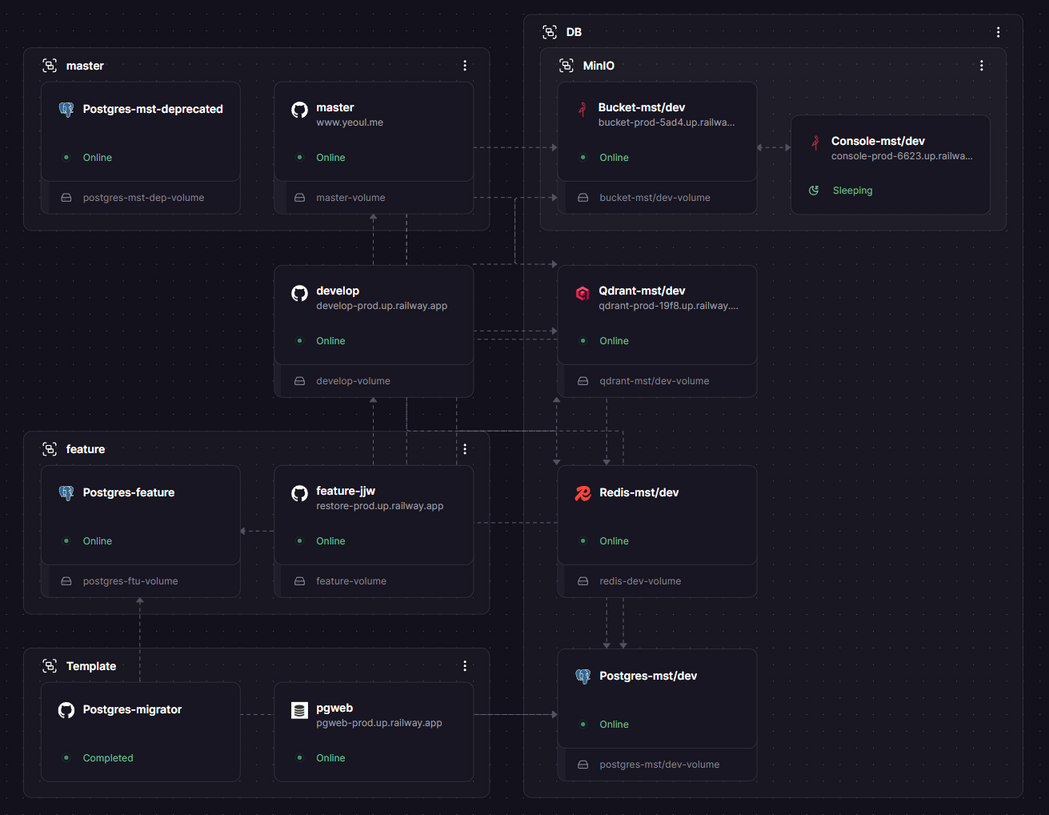 master
Postgres-mst-deprecated
Online
postgres-mst-dep-volume
master
www.yeoul.me
Online
master-volume
develop
develop-prod.up.railway.app
Online
develop-volume
feature
Postgres-feature
Online
postgres-ftu-volume
feature-jjw
restore-prod.up.railway.app
Online
feature-volume
Template
Postgres-migrator
Completed
pgweb
pgweb-prod.up.railway.app
Online
DB
MinIO
Bucket-mst/dev
bucket-prod-5ad4.up.railwa...
Online
bucket-mst/dev-volume
Console-mst/dev
console-prod-6623.up.railwa...
Sleeping
Qdrant-mst/dev
qdrant-prod-19f8.up.railway....
Online
qdrant-mst/dev-volume
Redis-mst/dev
Online
redis-dev-volume
Postgres-mst/dev
Online
postgres-mst/dev-volume